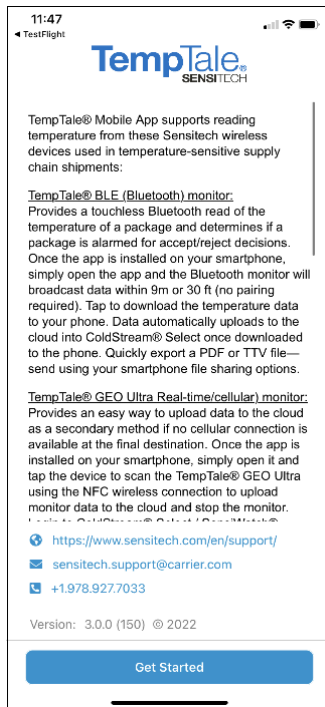 11:47
◀ TestFlight
TempTale®
SENSITECH
TempTale® Mobile App supports reading
temperature from these Sensitech wireless
devices used in temperature-sensitive supply
chain shipments:
TempTale® BLE (Bluetooth) monitor:
Provides a touchless Bluetooth read of the
temperature of a package and determines if a
package is alarmed for accept/reject decisions.
Once the app is installed on your smartphone,
simply open the app and the Bluetooth monitor will
broadcast data within 9m or 30 ft (no pairing
required). Tap to download the temperature data
to your phone. Data automatically uploads to the
cloud into ColdStream® Select once downloaded
to the phone. Quickly export a PDF or TTV file—
send using your smartphone file sharing options.
TempTale® GEO Ultra Real-time/cellular) monitor:
Provides an easy way to upload data to the cloud
as a secondary method if no cellular connection is
available at the final destination. Once the app is
installed on your smartphone, simply open it and
tap the device to scan the TempTale® GEO Ultra
using the NFC wireless connection to upload
monitor data to the cloud and stop the monitor.
Login to ColdStream® Select / SensiWatch®
https://www.sensitech.com/en/support/
sensitech.support@carrier.com
+1.978.927.7033
Version: 3.0.0 (150) © 2022
Get Started